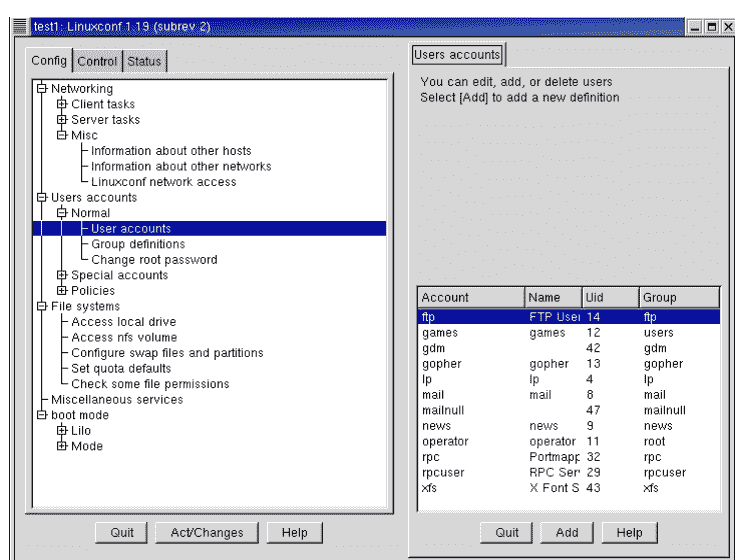 test1: Linuxconf 1.19 (subrev 2)
Config Control Status
Networking
Client tasks
Server tasks
Misc
Information about other hosts
Information about other networks
Linuxconf network access
Users accounts
Normal
User accounts
Group definitions
Change root password
Special accounts
Policies
File systems
Access local drive
Access nfs volume
Configure swap files and partitions
Set quota defaults
Check some file permissions
Miscellaneous services
boot mode
Lilo
Mode
Quit Act/Changes Help
Users accounts
You can edit, add, or delete users
Select [Add] to add a new definition
Account Name Uid Group
ftp FTP User 14 ftp
games games 12 users
gdm 42 gdm
gopher gopher 13 gopher
lp lp 4 lp
mail mail 8 mail
mailnull 47 mailnull
news news 9 news
operator operator 11 root
rpc Portmapp 32 rpc
rpcuser RPC Ser 29 rpcuser
xfs X Font S 43 xfs
Quit Add Help